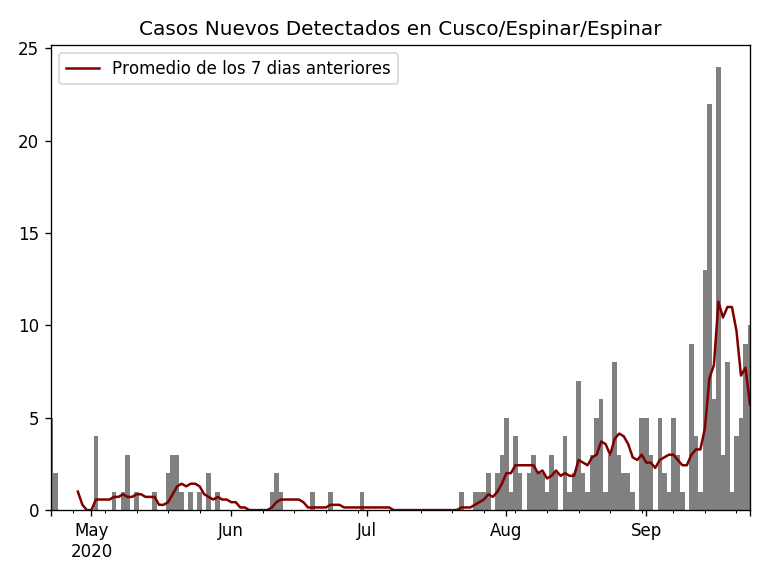 Casos Nuevos Detectados en Cusco/Espinar/Espinar
Promedio de los 7 dias anteriores
25
20
15
10
5
0
May Jun Jul Aug Sep
2020